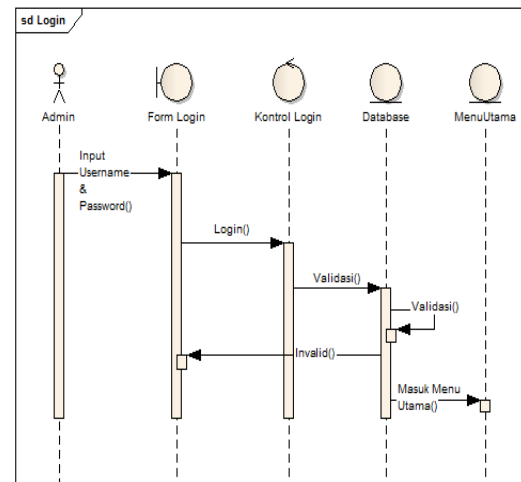 sd Login
Admin
Form Login
Kontrol Login
Database
MenuUtama
Input
Username
&
Password()
Login()
Validasi()
Validasi()
Invalid()
Masuk Menu
Utama()